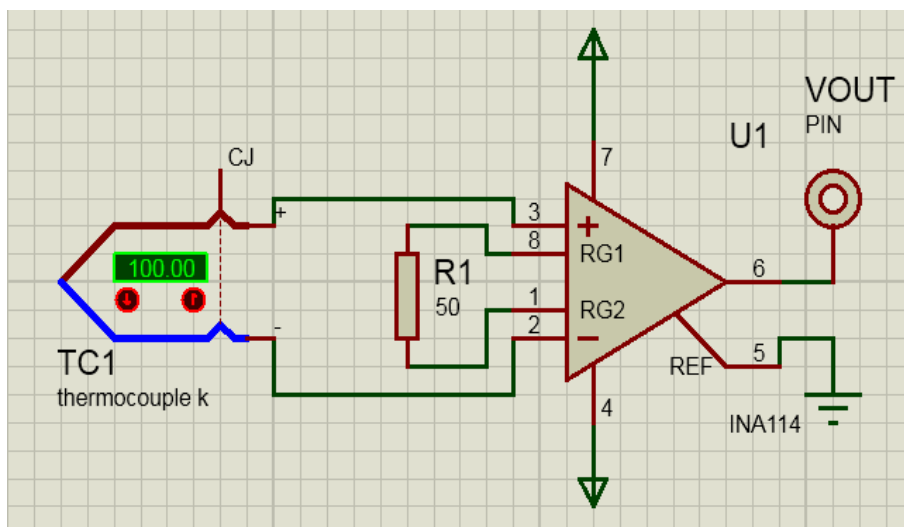 CJ
+
100.00
-
TC1
thermocouple k
R1
50
3
8
1
2
+
RG1
RG2
7
4
U1
6
REF
5
INA114
VOUT
PIN